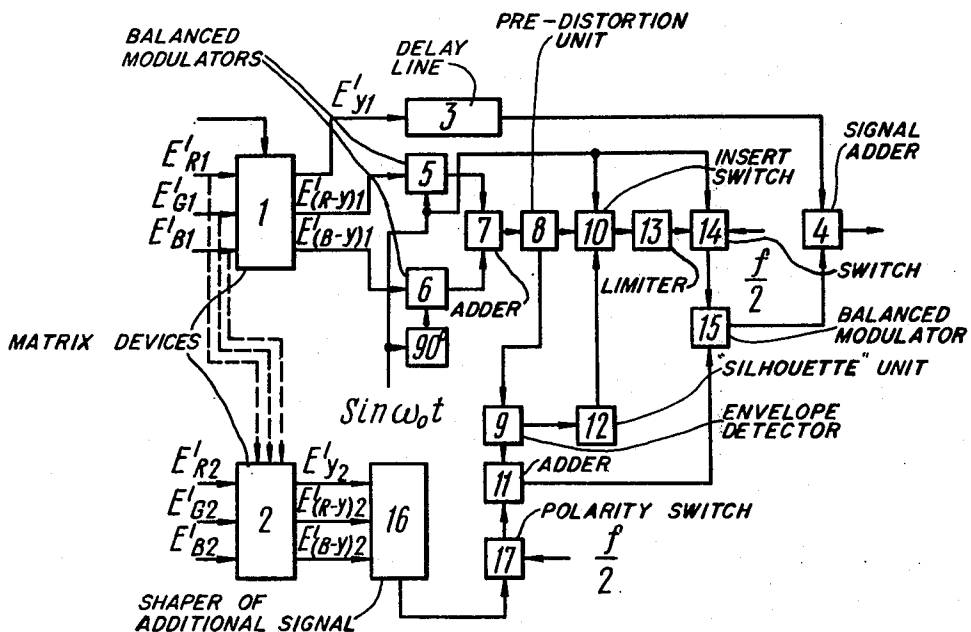 PRE-DISTORTION
UNIT
BALANCED
MODULATORS
DELAY
LINE
E'y1
3
SIGNAL
ADDER
E'R1
E'G1
E'B1
1
E'(R-y)1
E'(B-y)1
5
INSERT
SWITCH
7
8
10
13
14
4
6
ADDER
LIMITER
f/2
SWITCH
90°
15
BALANCED
MODULATOR
MATRIX DEVICES
Sin ω₀t
"SILHOUETTE" UNIT
9
12
ENVELOPE
DETECTOR
ADDER
11
E'R2
E'G2
E'B2
2
E'y2
E'(R-y)2
E'(B-y)2
16
POLARITY SWITCH
17
f/2
SHAPER OF
ADDITIONAL SIGNAL